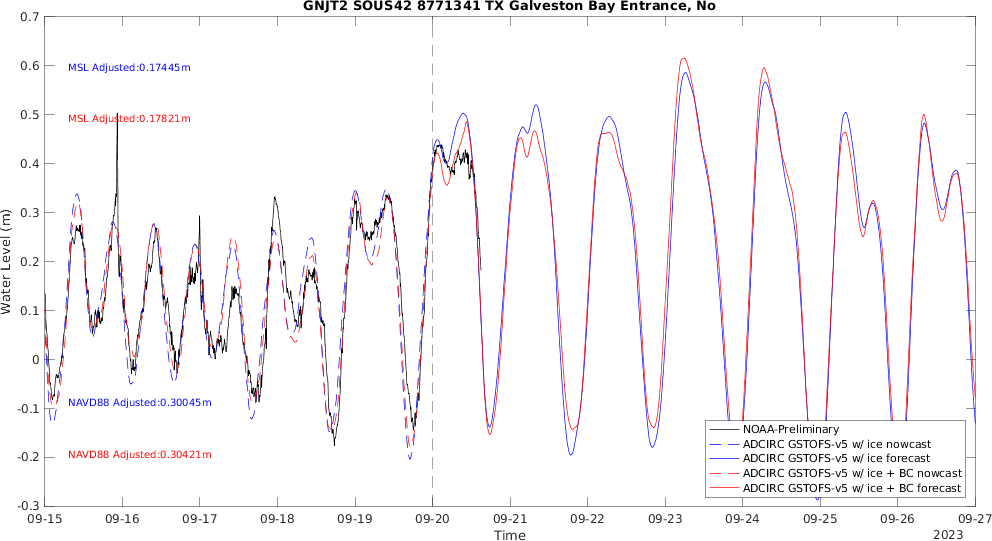 GNJT2 SOUS42 8771341 TX Galveston Bay Entrance, No
0.7
0.6
0.5
0.4
0.3
0.2
0.1
0
-0.1
-0.2
-0.3
Water Level (m)
MSL Adjusted:0.17445m
MSL Adjusted:0.17821m
NAVD88 Adjusted:0.30045m
NAVD88 Adjusted:0.30421m
NOAA-Preliminary
ADCIRC GSTOFS-v5 w/ ice nowcast
ADCIRC GSTOFS-v5 w/ ice forecast
ADCIRC GSTOFS-v5 w/ ice + BC nowcast
ADCIRC GSTOFS-v5 w/ ice + BC forecast
09-15 09-16 09-17 09-18 09-19 09-20 09-21 09-22 09-23 09-24 09-25 09-26 09-27
Time
2023